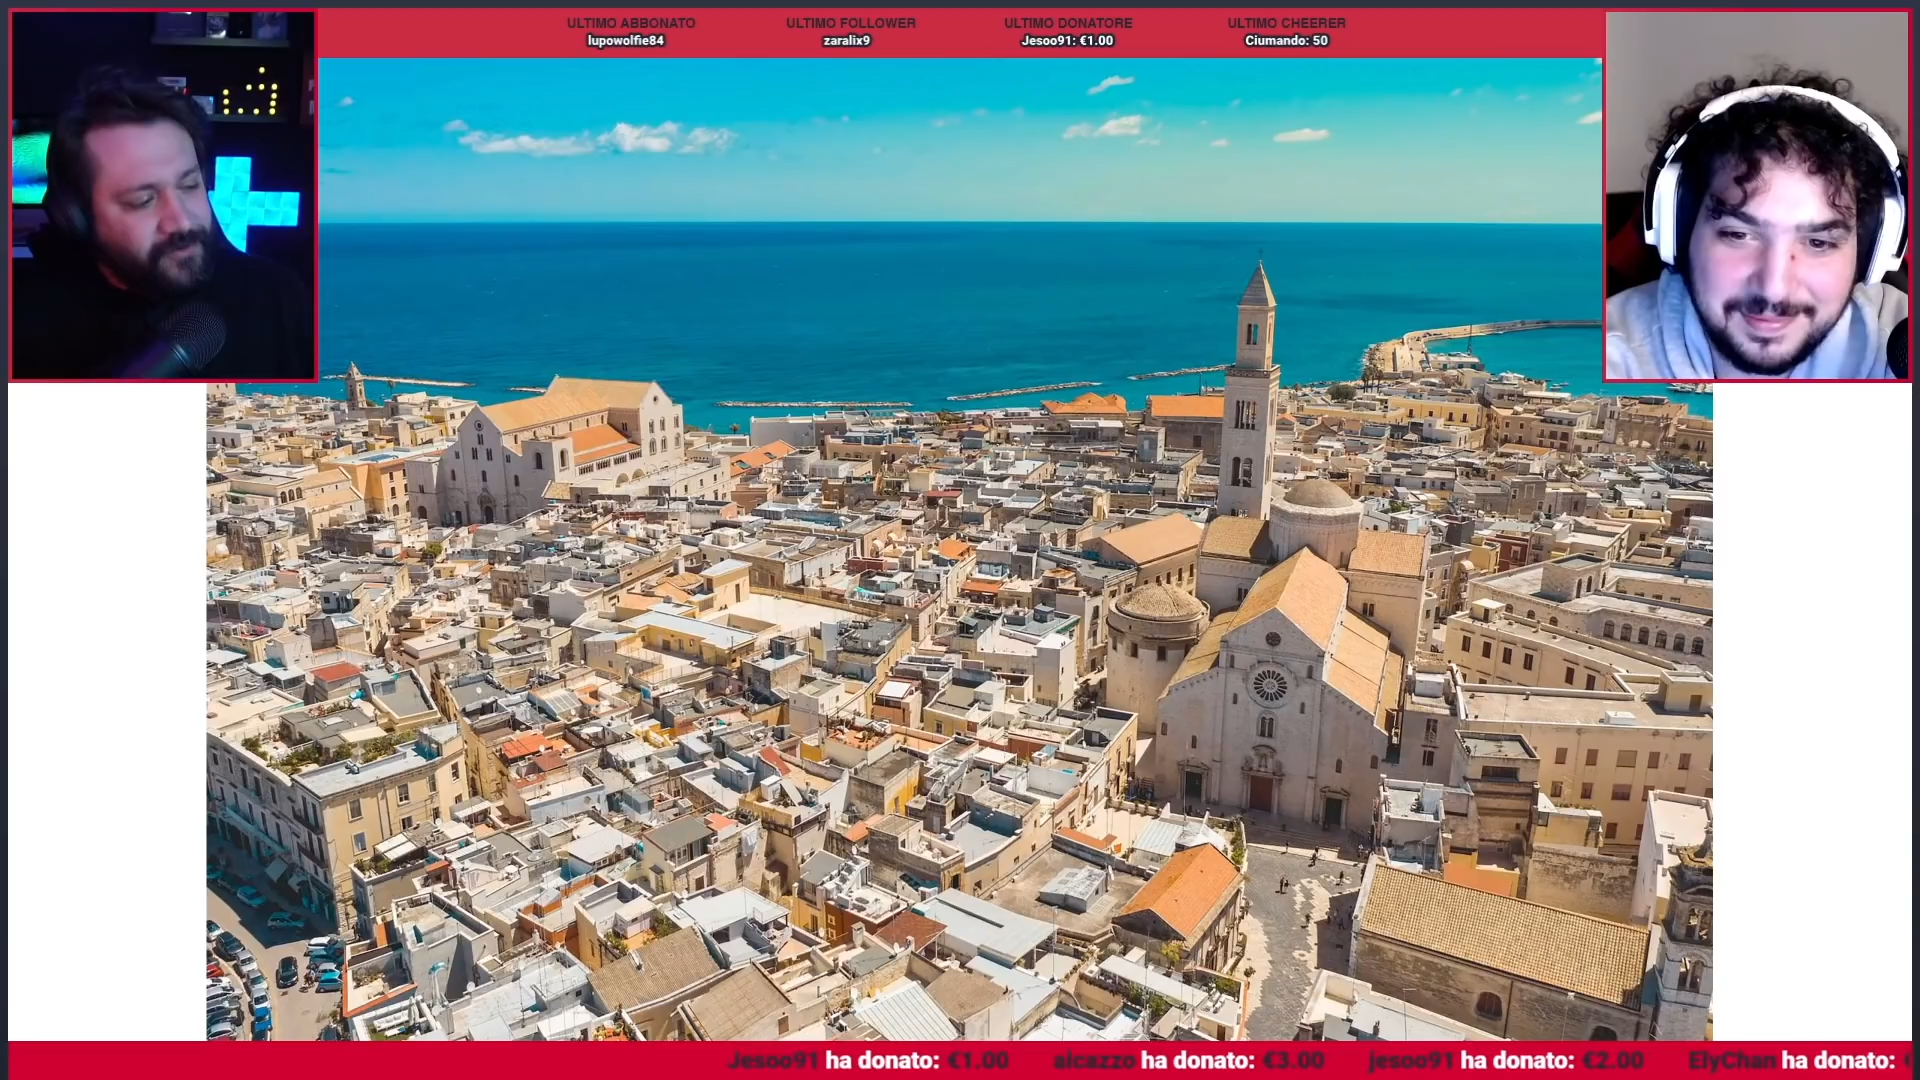 ULTIMO ABBONATO
lupowolfie84
ULTIMO FOLLOWER
zaralix9
ULTIMO DONATORE
Jesoo91: €1.00
ULTIMO CHEERER
Ciumando: 50
Jesoo91 ha donato: €1.00 aicazzo ha donato: €3.00 jesoo91 ha donato: €2.00 ElyChan ha donato: